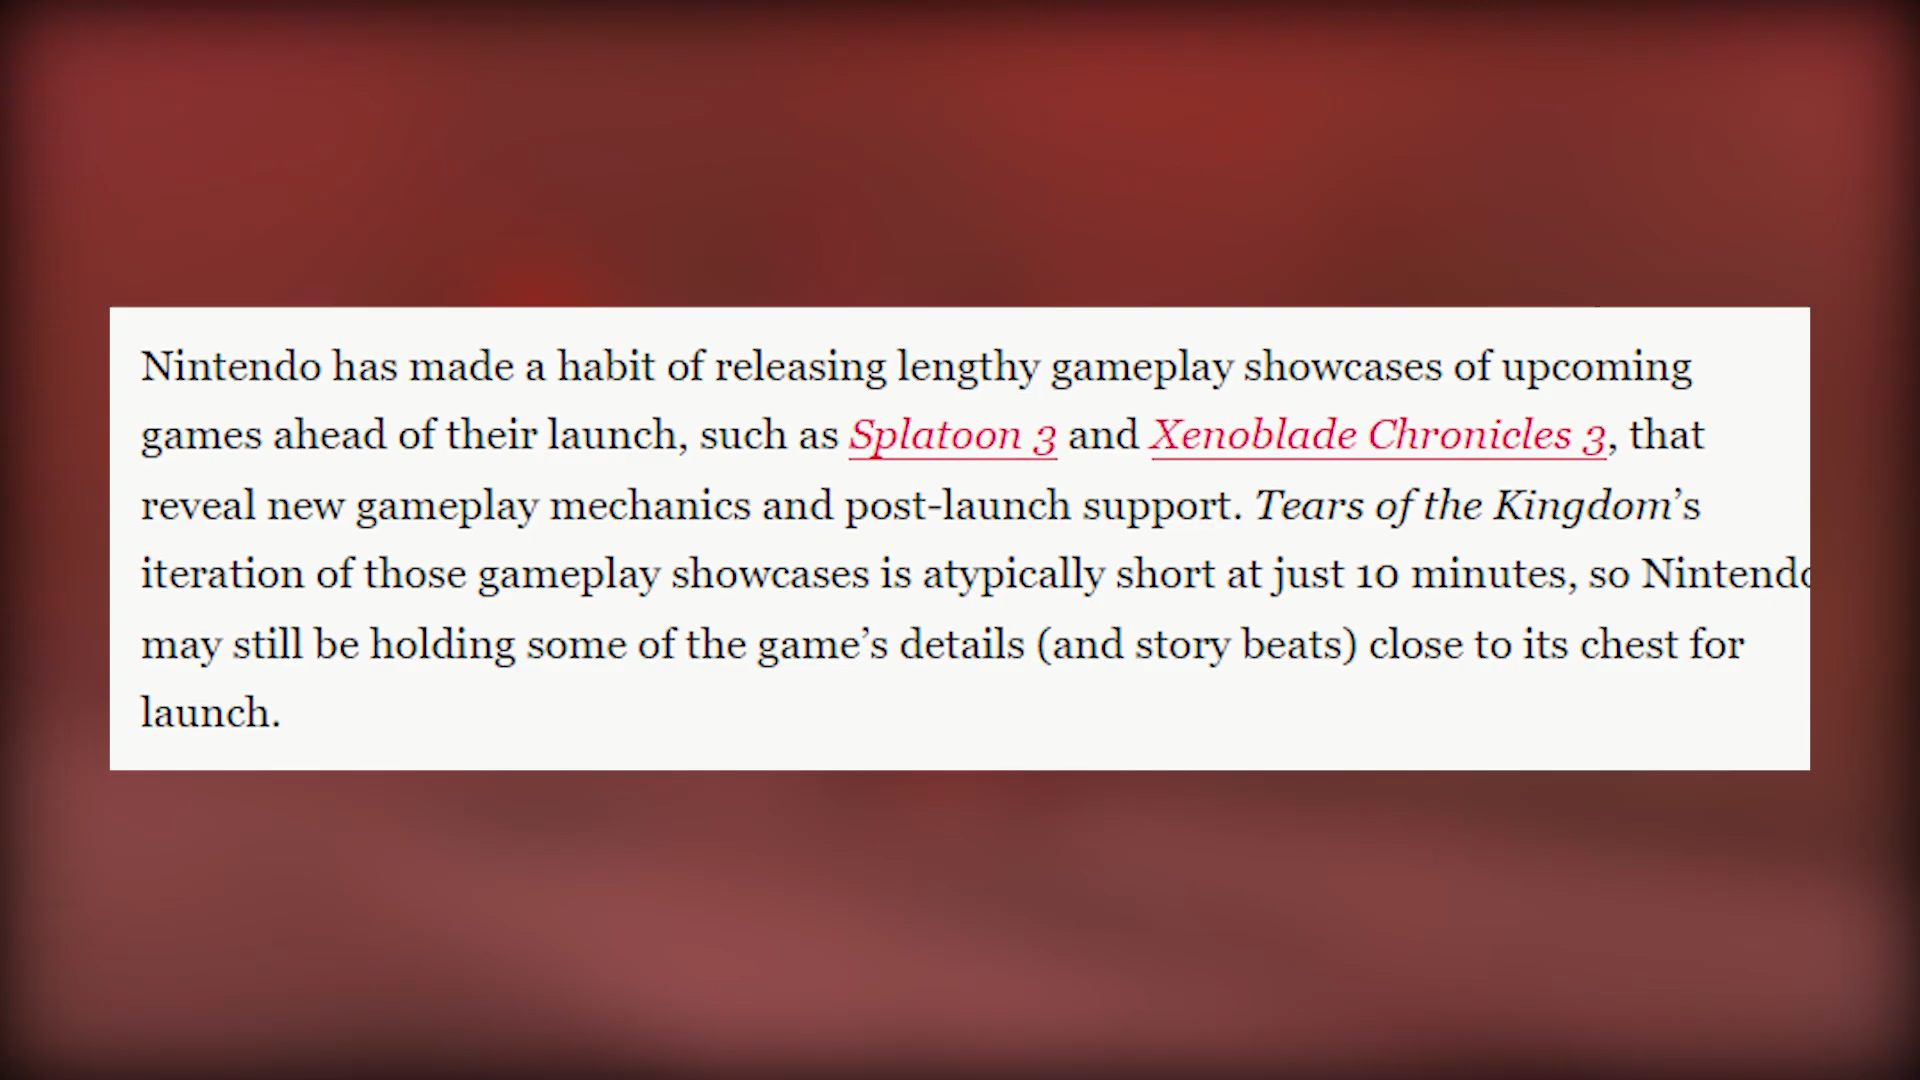 Nintendo has made a habit of releasing lengthy gameplay showcases of upcoming
games ahead of their launch, such as Splatoon 3 and Xenoblade Chronicles 3, that
reveal new gameplay mechanics and post-launch support. Tears of the Kingdom’s
iteration of those gameplay showcases is atypically short at just 10 minutes, so Nintendo
may still be holding some of the game’s details (and story beats) close to its chest for
launch.